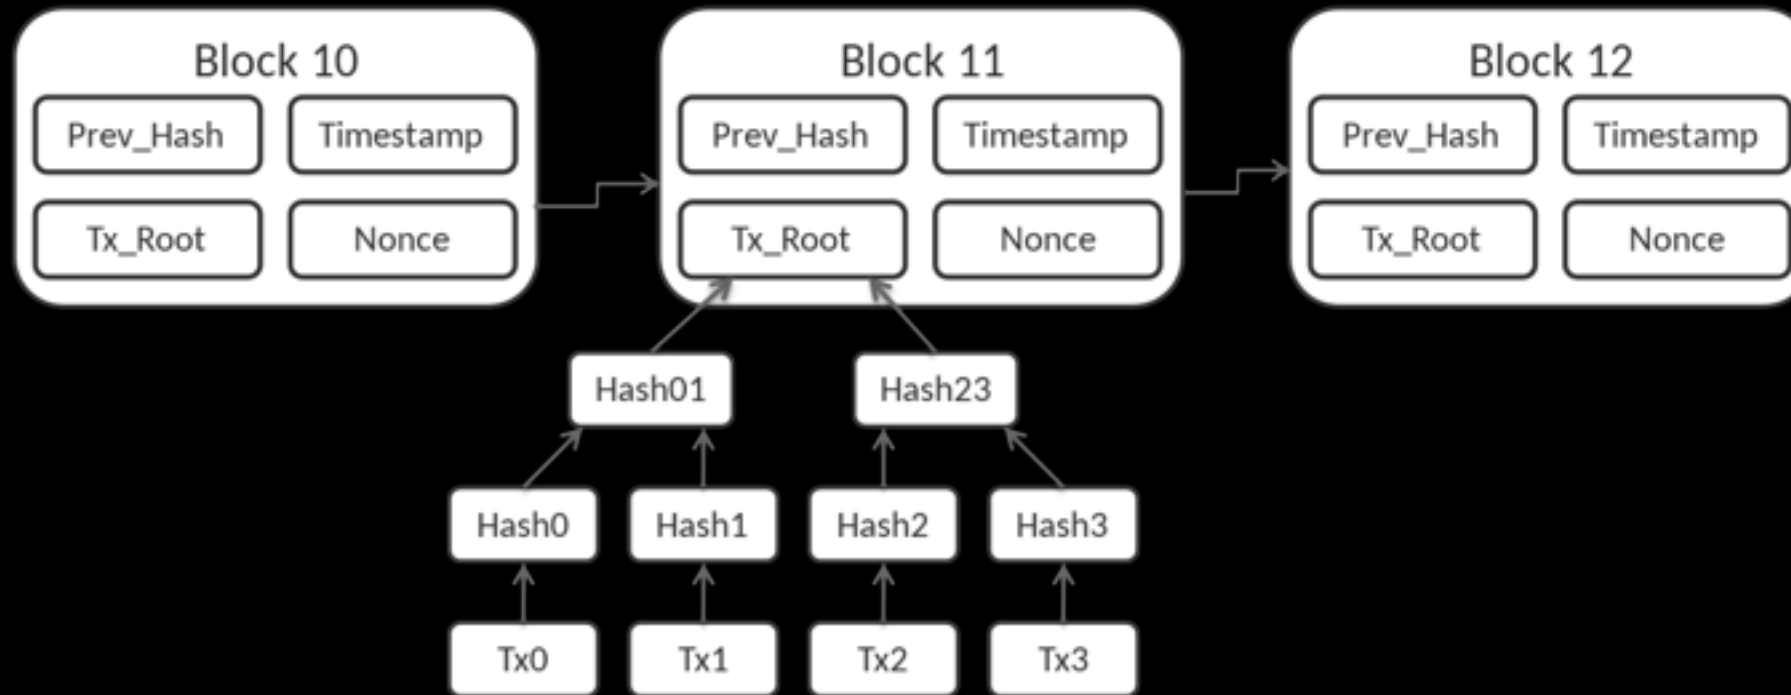 Block 10
Prev_Hash
Timestamp
Tx_Root
Nonce
Block 11
Prev_Hash
Timestamp
Tx_Root
Nonce
Block 12
Prev_Hash
Timestamp
Tx_Root
Nonce
Hash01
Hash23
Hash0
Hash1
Hash2
Hash3
Tx0
Tx1
Tx2
Tx3